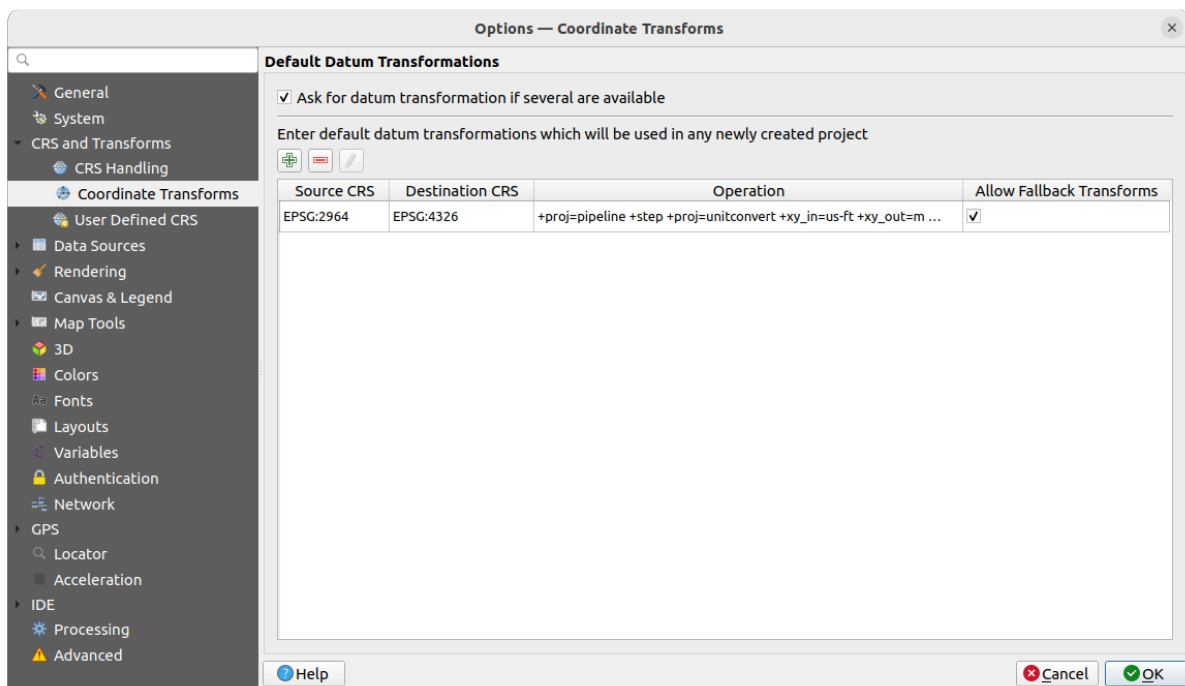 Options — Coordinate Transforms
General
System
CRS and Transforms
CRS Handling
Coordinate Transforms
User Defined CRS
Data Sources
Rendering
Canvas & Legend
Map Tools
3D
Colors
Aa Fonts
Layouts
ε Variables
Authentication
Network
GPS
Locator
Acceleration
IDE
Processing
Advanced
Default Datum Transformations
Ask for datum transformation if several are available
Enter default datum transformations which will be used in any newly created project
Source CRS Destination CRS Operation Allow Fallback Transforms
EPSG:2964 EPSG:4326 +proj=pipeline +step +proj=unitconvert +xy_in=us-ft +xy_out=m ...
Help Cancel OK